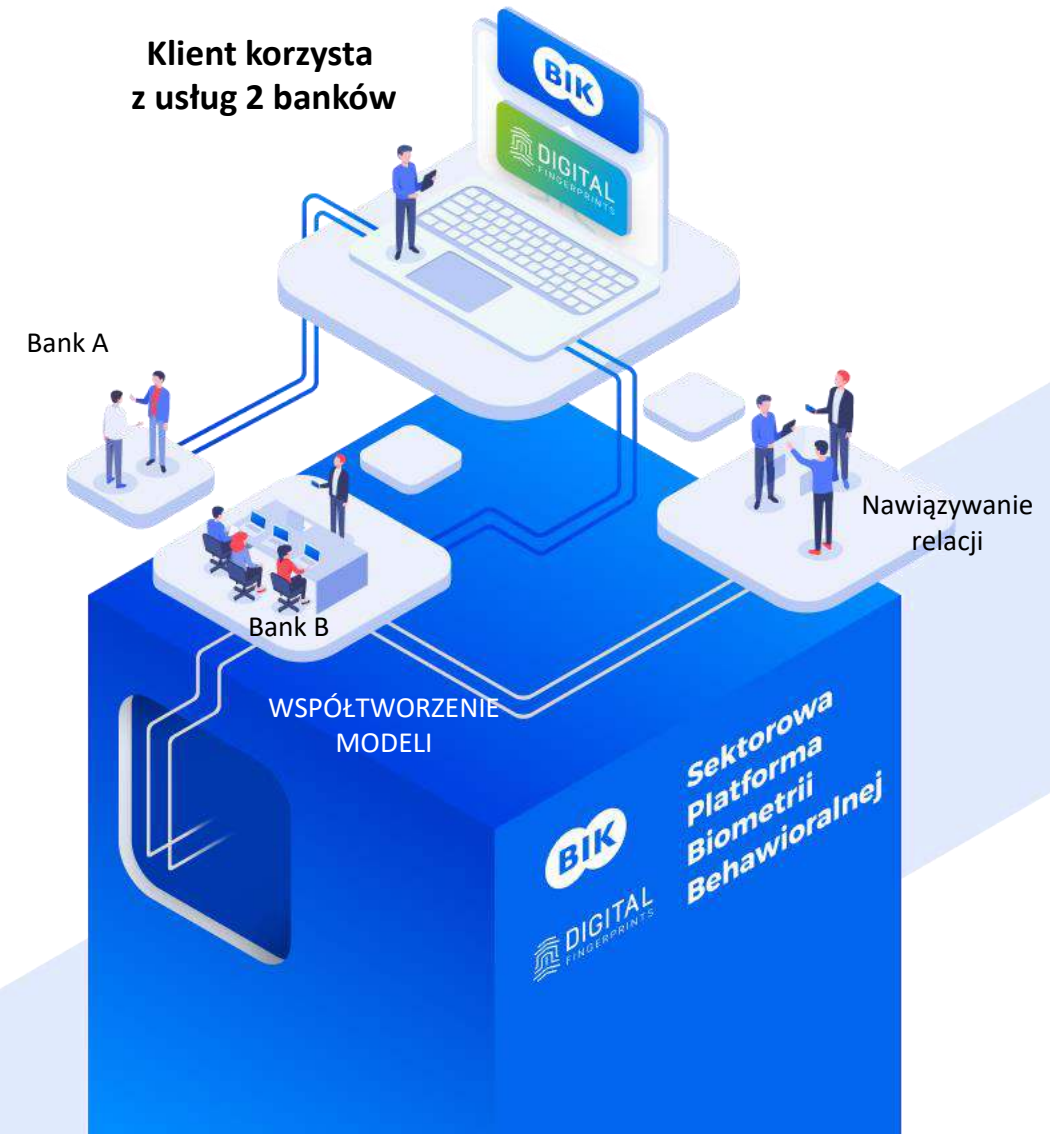 Klient korzysta
z usług 2 banków
BIK
DIGITAL
FINGERPRINTS
Bank A
Nawiązywanie
relacji
Bank B
WSPÓŁTWORZENIE
MODELI
BIK
DIGITAL
FINGERPRINTS
Sektorowa
Platforma
Biometrii
Behawioralnej